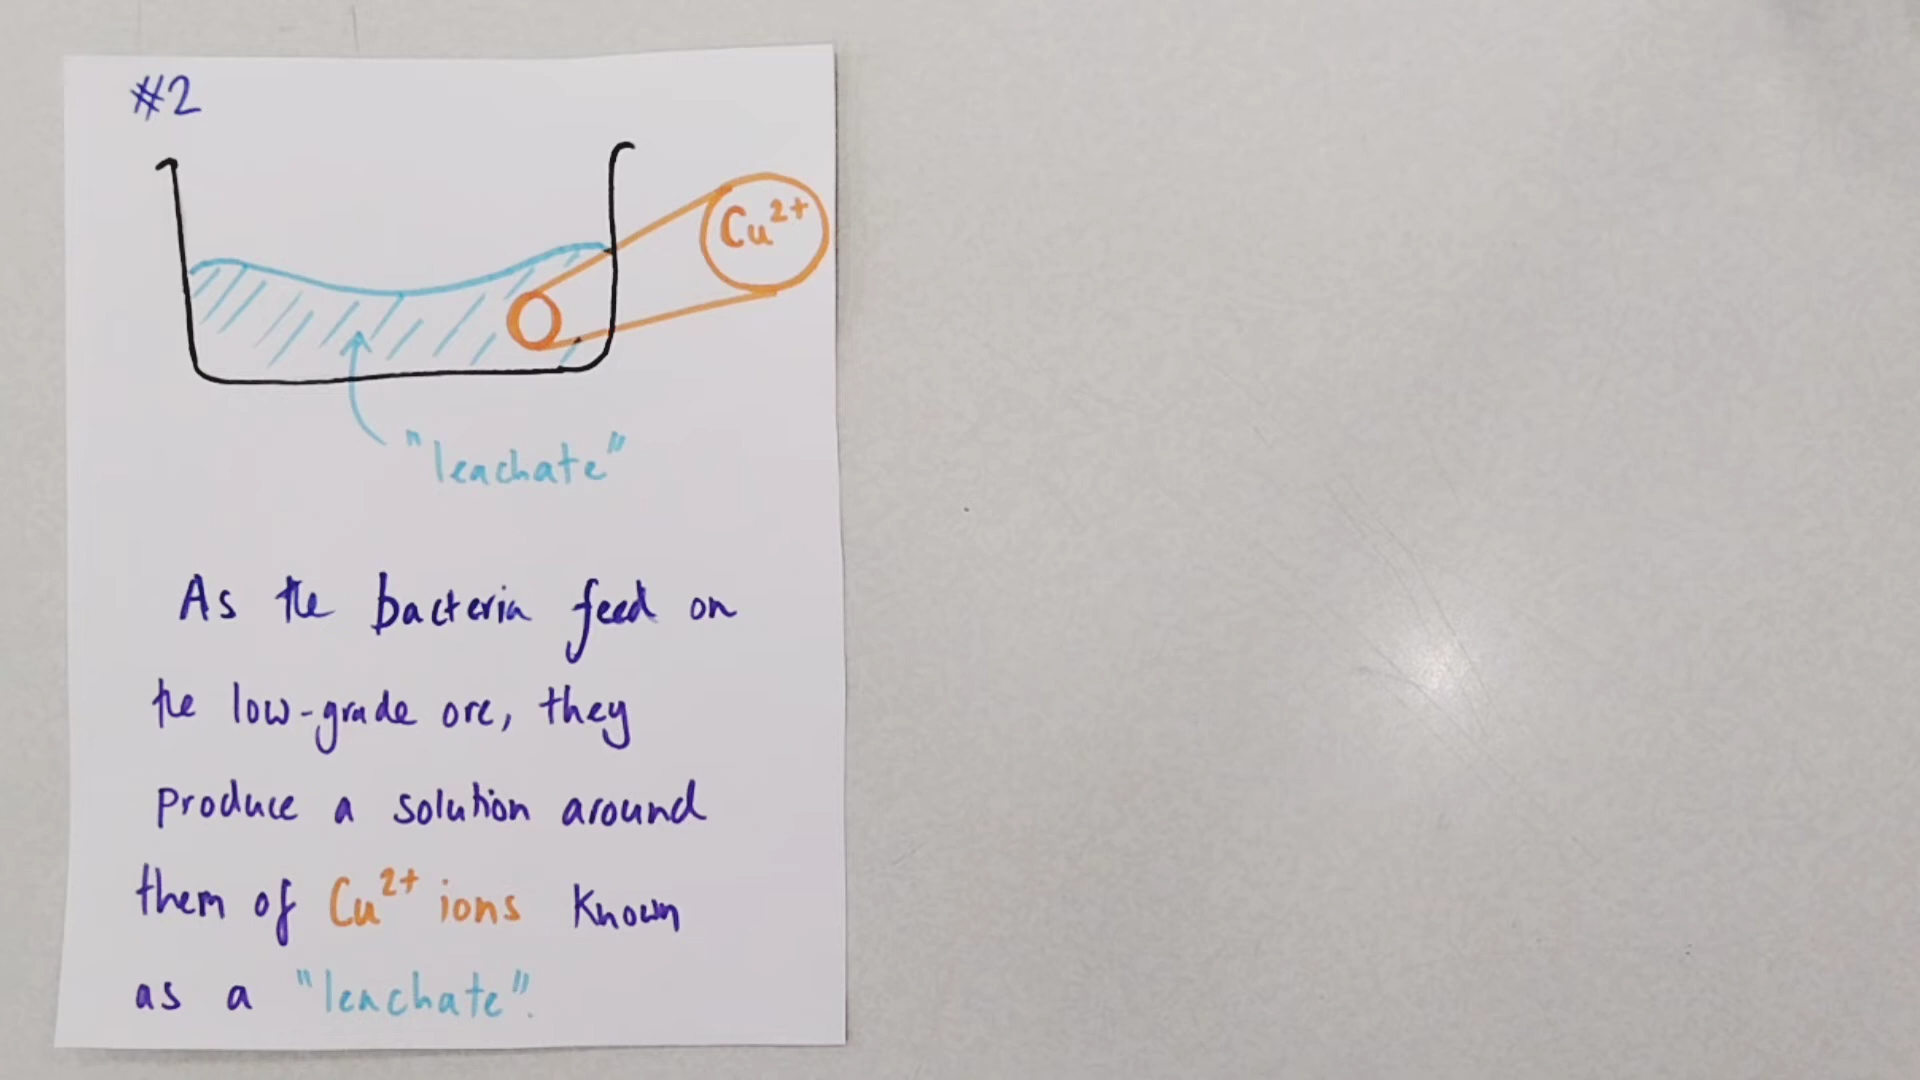 #2
Cu²⁺
"leachate"
As the bacteria feed on
the low-grade ore, they
produce a solution around
them of Cu²⁺ ions known
as a "leachate".